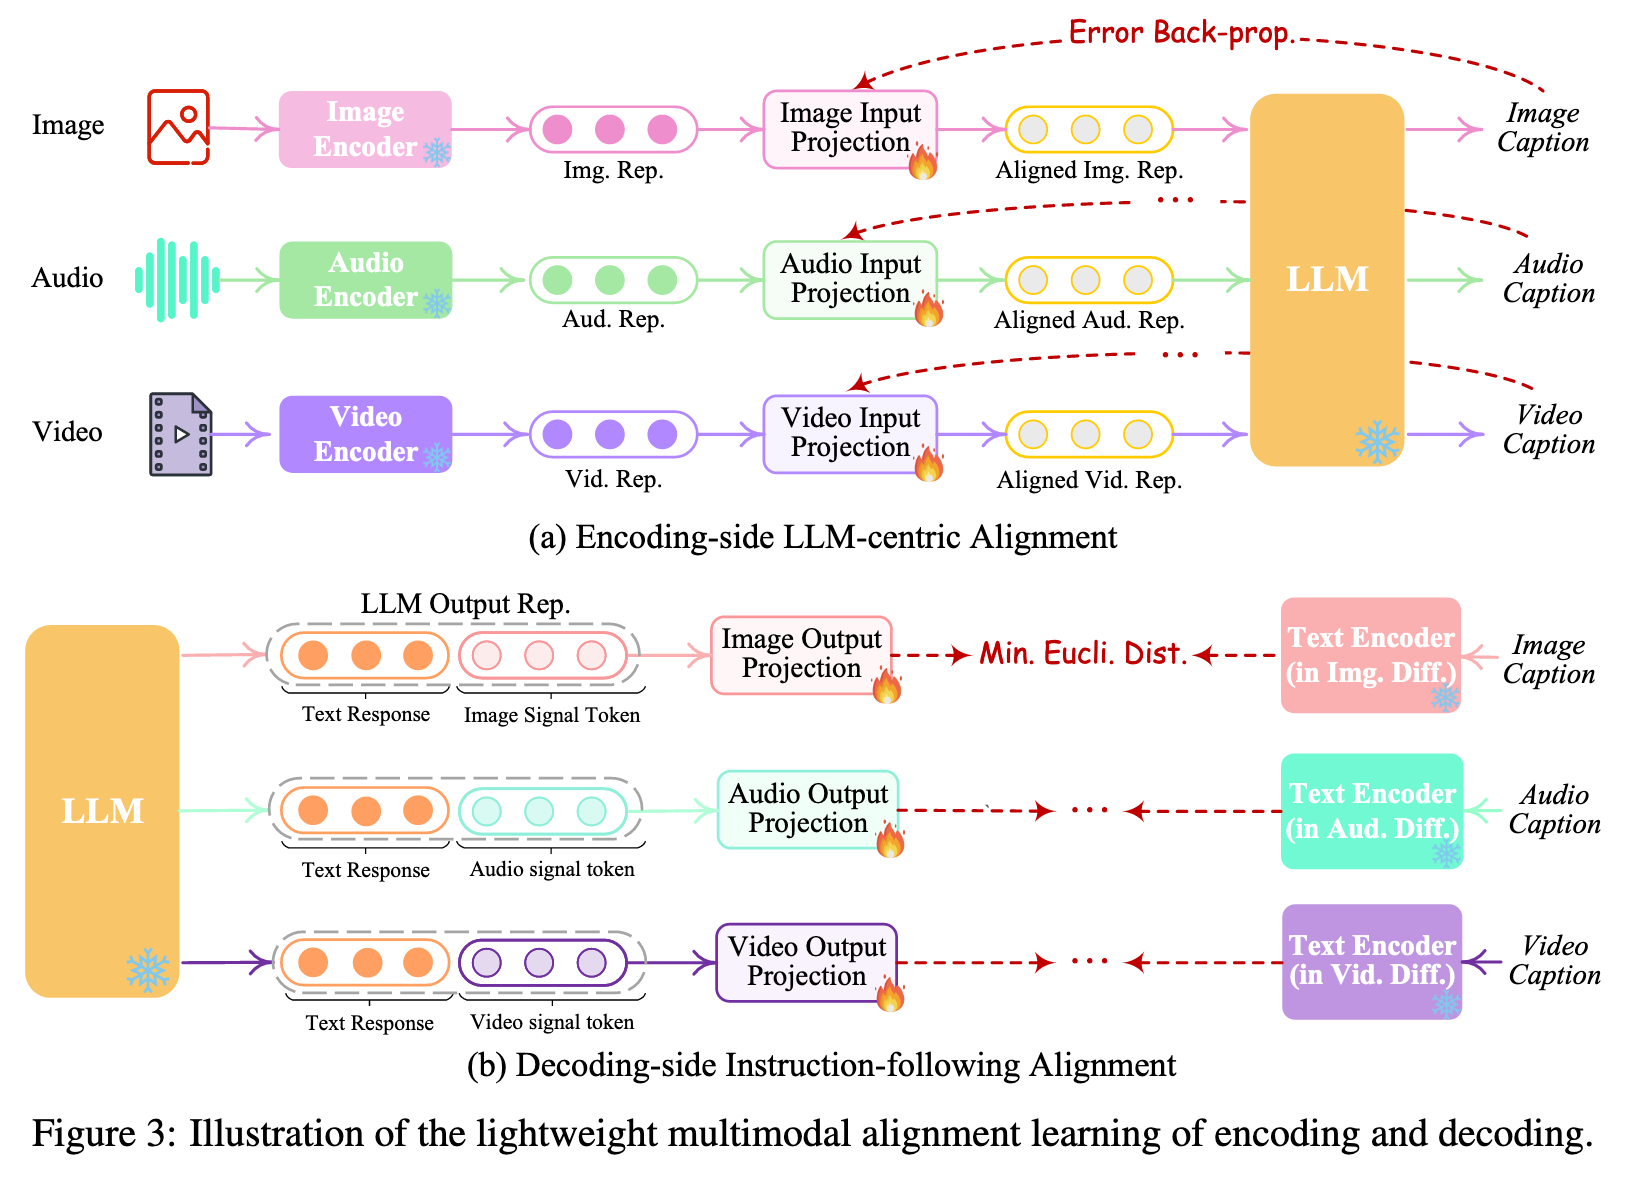 Error Back-prop.
Image
Image
Encoder
Img. Rep.
Image Input
Projection
Aligned Img. Rep.
Image
Caption
...
Audio
Audio
Encoder
Aud. Rep.
Audio Input
Projection
Aligned Aud. Rep.
LLM
Audio
Caption
...
Video
Video
Encoder
Vid. Rep.
Video Input
Projection
Aligned Vid. Rep.
Video
Caption
(a) Encoding-side LLM-centric Alignment
LLM Output Rep.
LLM
Text Response
Image Signal Token
Image Output
Projection
Min. Eucli. Dist.
Text Encoder
(in Img. Diff.)
Image
Caption
Text Response
Audio signal token
Audio Output
Projection
...
Text Encoder
(in Aud. Diff.)
Audio
Caption
Text Response
Video signal token
Video Output
Projection
...
Text Encoder
(in Vid. Diff.)
Video
Caption
(b) Decoding-side Instruction-following Alignment
Figure 3: Illustration of the lightweight multimodal alignment learning of encoding and decoding.